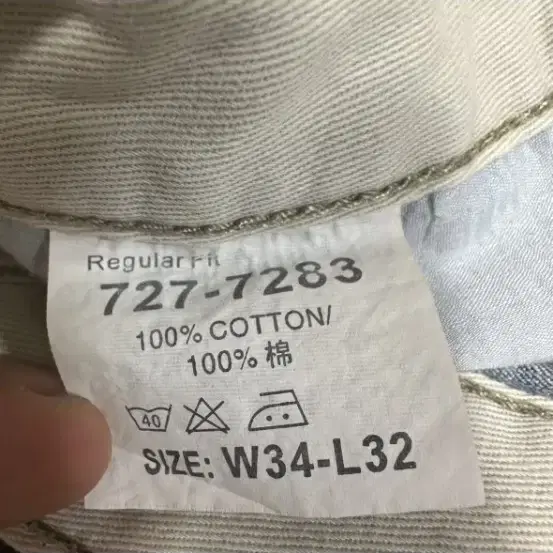 Regular Fit
727-7283
100% COTTON/
100% 棉
40
SIZE: W34-L32